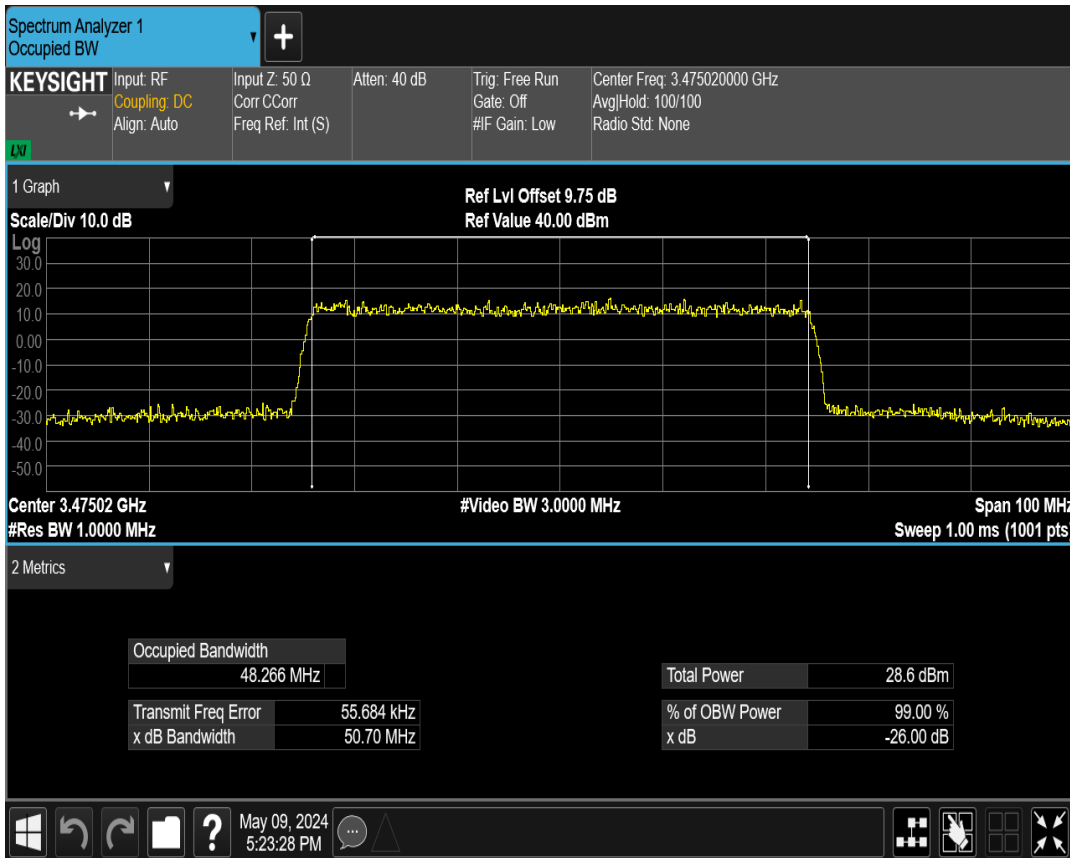 Spectrum Analyzer 1
Occupied BW
KEYSIGHT
LXI
Input: RF
Coupling: DC
Align: Auto
Input Z: 50 Ω
Corr CCorr
Freq Ref: Int (S)
Atten: 40 dB
Trig: Free Run
Gate: Off
#IF Gain: Low
Center Freq: 3.475020000 GHz
Avg|Hold: 100/100
Radio Std: None
1 Graph
Scale/Div 10.0 dB
Ref Lvl Offset 9.75 dB
Ref Value 40.00 dBm
Log
30.0
20.0
10.0
0.00
-10.0
-20.0
-30.0
-40.0
-50.0
Center 3.47502 GHz
#Video BW 3.0000 MHz
Span 100 MHz
#Res BW 1.0000 MHz
Sweep 1.00 ms (1001 pts)
2 Metrics
Occupied Bandwidth
48.266 MHz
Total Power 28.6 dBm
Transmit Freq Error 55.684 kHz
% of OBW Power 99.00 %
x dB Bandwidth 50.70 MHz
x dB -26.00 dB
?
May 09, 2024
5:23:28 PM